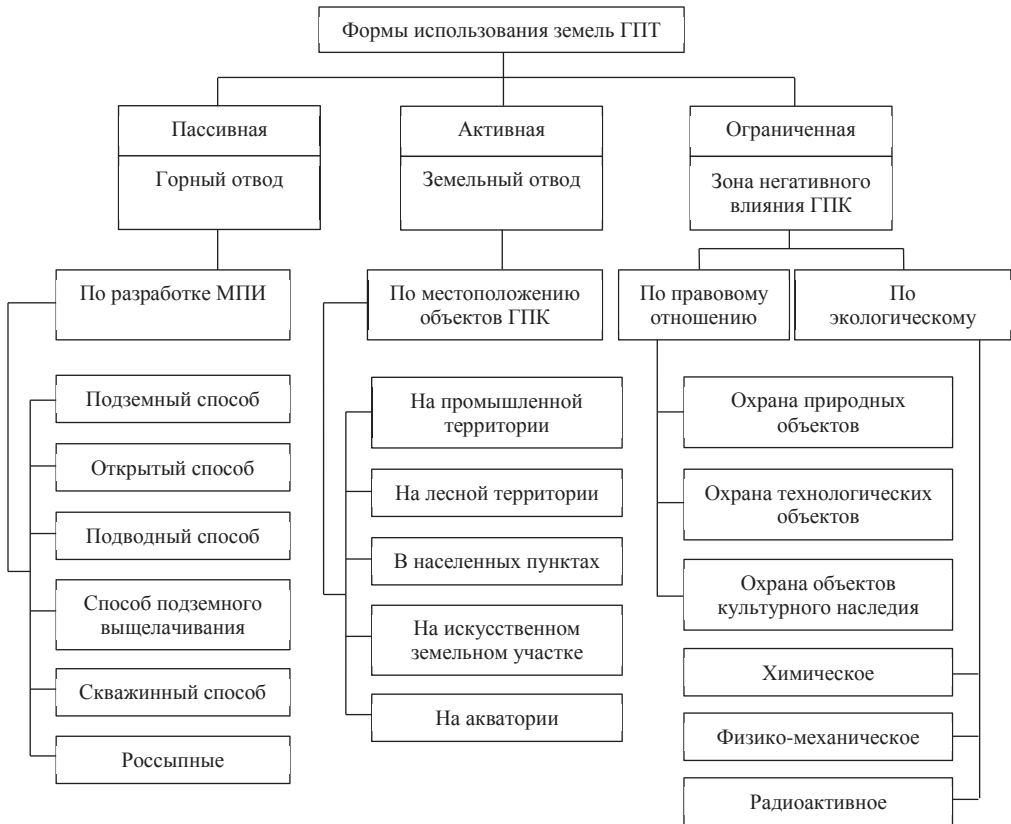 Формы использования земель ГПТ
Пассивная
Горный отвод
Активная
Земельный отвод
Ограниченная
Зона негативного
влияния ГПК
По разработке МПИ
По местоположению
объектов ГПК
По правовому
отношению
По
экологическому
Подземный способ
Открытый способ
Подводный способ
Способ подземного
выщелачивания
Скважинный способ
Россыпные
На промышленной
территории
На лесной территории
В населенных пунктах
На искусственном
земельном участке
На акватории
Охрана природных
объектов
Охрана технологических
объектов
Охрана объектов
культурного наследия
Химическое
Физико-механическое
Радиоактивное